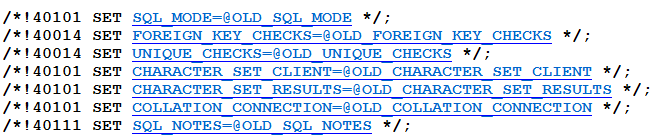 /*!40101 SET SQL_MODE=@OLD_SQL_MODE */;
/*!40014 SET FOREIGN_KEY_CHECKS=@OLD_FOREIGN_KEY_CHECKS */;
/*!40014 SET UNIQUE_CHECKS=@OLD_UNIQUE_CHECKS */;
/*!40101 SET CHARACTER_SET_CLIENT=@OLD_CHARACTER_SET_CLIENT */;
/*!40101 SET CHARACTER_SET_RESULTS=@OLD_CHARACTER_SET_RESULTS */;
/*!40101 SET COLLATION_CONNECTION=@OLD_COLLATION_CONNECTION */;
/*!40111 SET SQL_NOTES=@OLD_SQL_NOTES */;